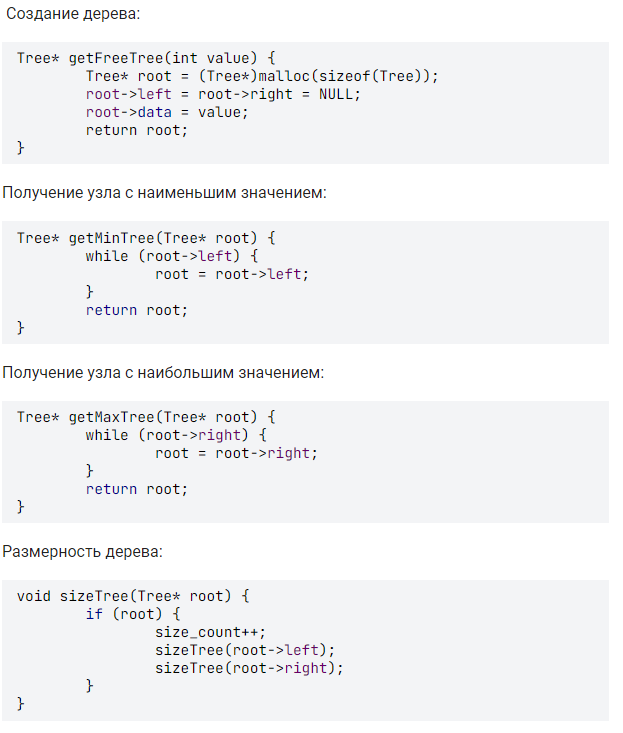 Создание дерева:
Tree* getFreeTree(int value) {
        Tree* root = (Tree*)malloc(sizeof(Tree));
        root->left = root->right = NULL;
        root->data = value;
        return root;
}
Получение узла с наименьшим значением:
Tree* getMinTree(Tree* root) {
        while (root->left) {
                root = root->left;
        }
        return root;
}
Получение узла с наибольшим значением:
Tree* getMaxTree(Tree* root) {
        while (root->right) {
                root = root->right;
        }
        return root;
}
Размерность дерева:
void sizeTree(Tree* root) {
        if (root) {
                size_count++;
                sizeTree(root->left);
                sizeTree(root->right);
        }
}